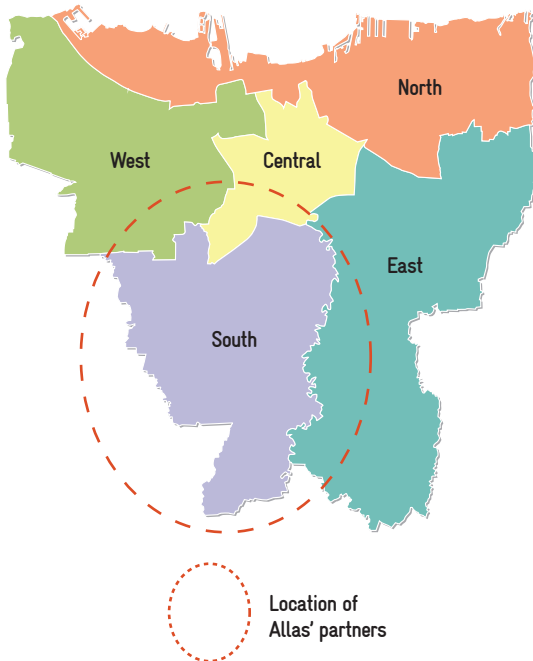 North
West
Central
East
South
Location of
Allas' partners